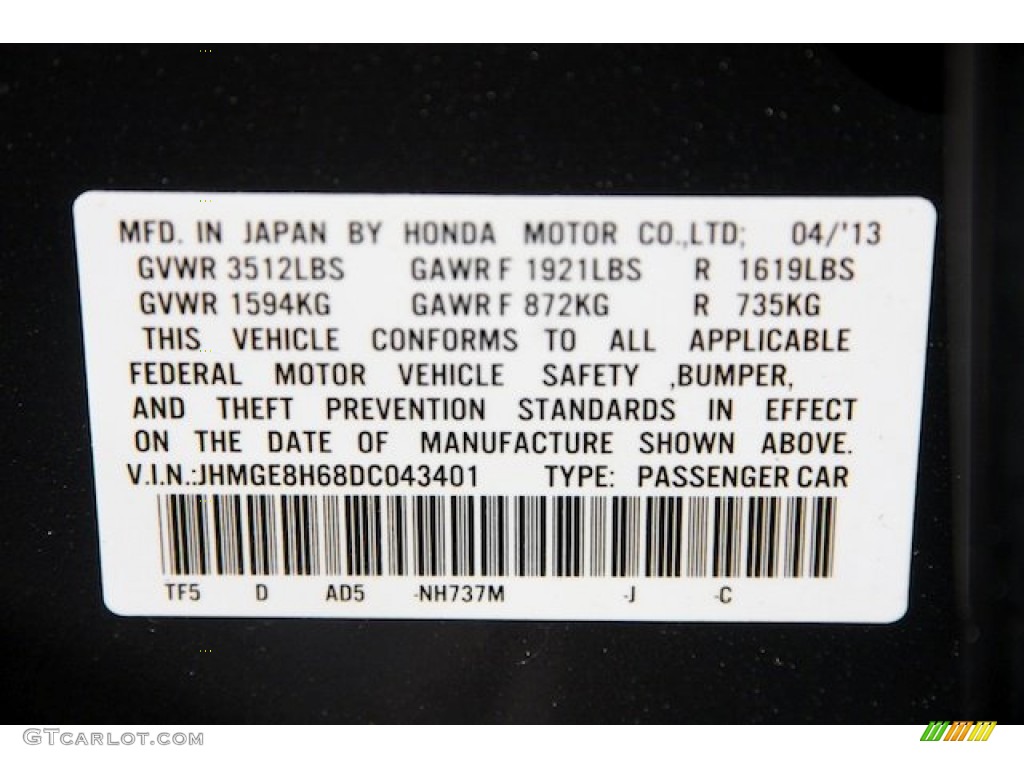 MFD. IN JAPAN BY HONDA MOTOR CO.,LTD; 04/'13
GVWR 3512LBS GAWR F 1921LBS R 1619LBS
GVWR 1594KG GAWR F 872KG R 735KG
THIS VEHICLE CONFORMS TO ALL APPLICABLE
FEDERAL MOTOR VEHICLE SAFETY ,BUMPER,
AND THEFT PREVENTION STANDARDS IN EFFECT
ON THE DATE OF MANUFACTURE SHOWN ABOVE.
V.I.N.:JHMGE8H68DC043401 TYPE: PASSENGER CAR
TF5 D AD5 -NH737M -J -C
GTCARLOT.COM